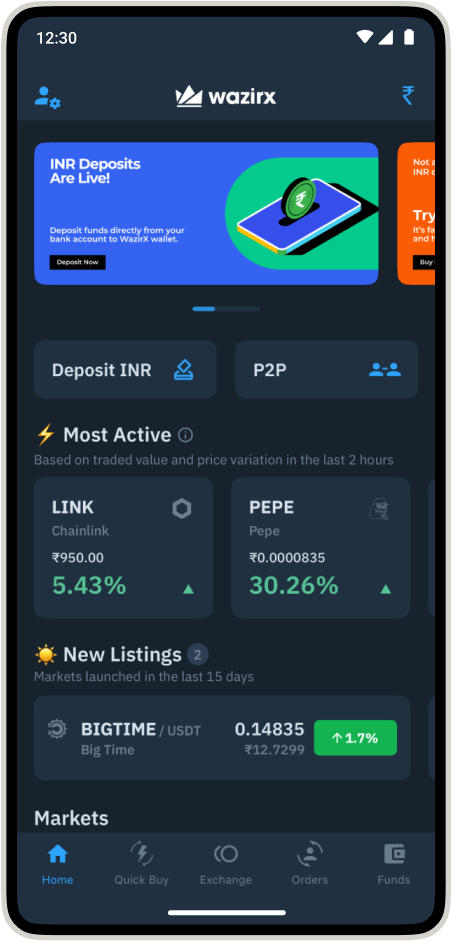 12:30
wazirx
₹
INR Deposits
Are Live!
Deposit funds directly from your
bank account to WazirX wallet.
Deposit Now
Not a
INR
Try
It's fa
and
Buy
Deposit INR
P2P
⚡ Most Active
Based on traded value and price variation in the last 2 hours
LINK
Chainlink
₹950.00
5.43% ▲
PEPE
Pepe
₹0.0000835
30.26% ▲
☀️ New Listings 2
Markets launched in the last 15 days
BIGTIME / USDT 0.14835 ↑ 1.7%
Big Time ₹12.7299
Markets
Home Quick Buy Exchange Orders Funds